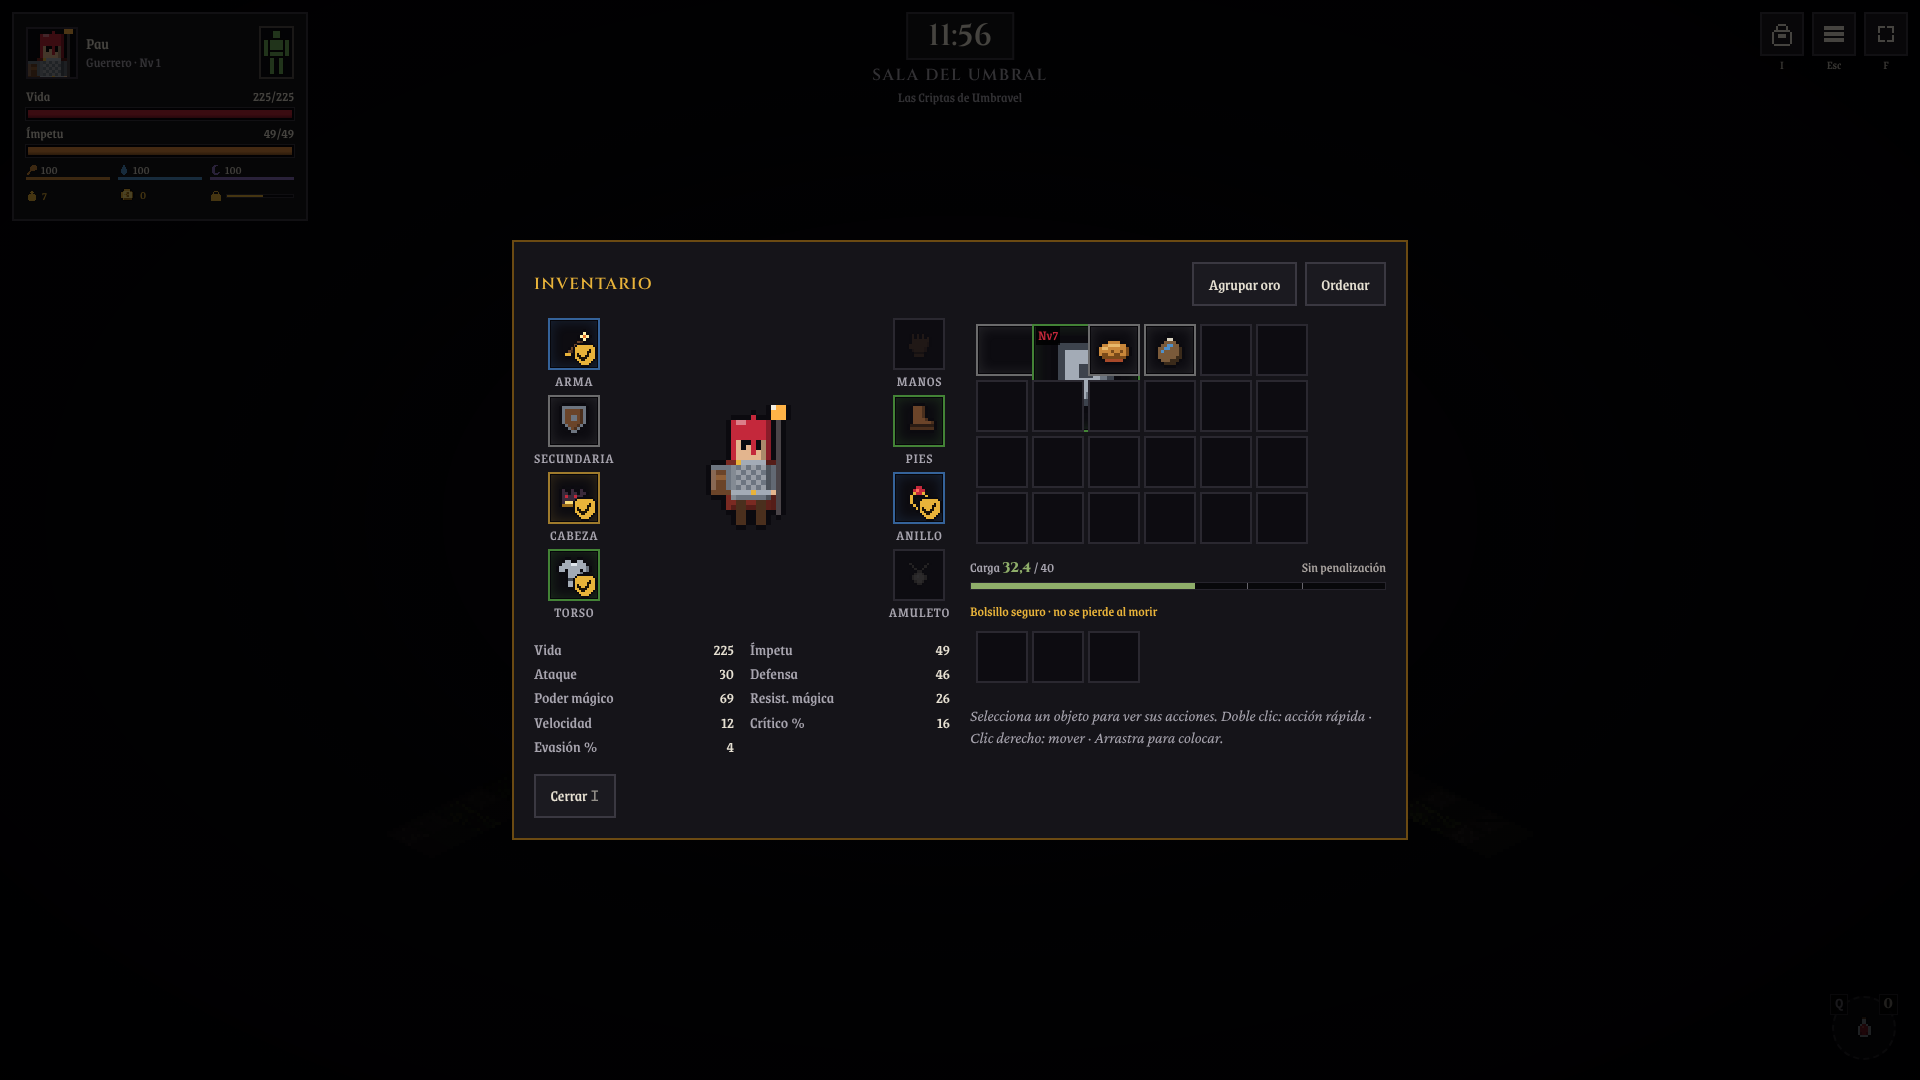 Pau
Guerrero · Nv 1
Vida 225/225
Ímpetu 49/49
100 100 100
7 0
11:56
SALA DEL UMBRAL
Las Criptas de Umbravel
I Esc F
INVENTARIO
Agrupar oro Ordenar
ARMA
SECUNDARIA
CABEZA
TORSO
MANOS
PIES
ANILLO
AMULETO
Nv7
Carga 32,4 / 40 Sin penalización
Bolsillo seguro · no se pierde al morir
Vida 225 Ímpetu 49
Ataque 30 Defensa 46
Poder mágico 69 Resist. mágica 26
Velocidad 12 Crítico % 16
Evasión % 4
Selecciona un objeto para ver sus acciones. Doble clic: acción rápida ·
Clic derecho: mover · Arrastra para colocar.
Cerrar I
Q 0